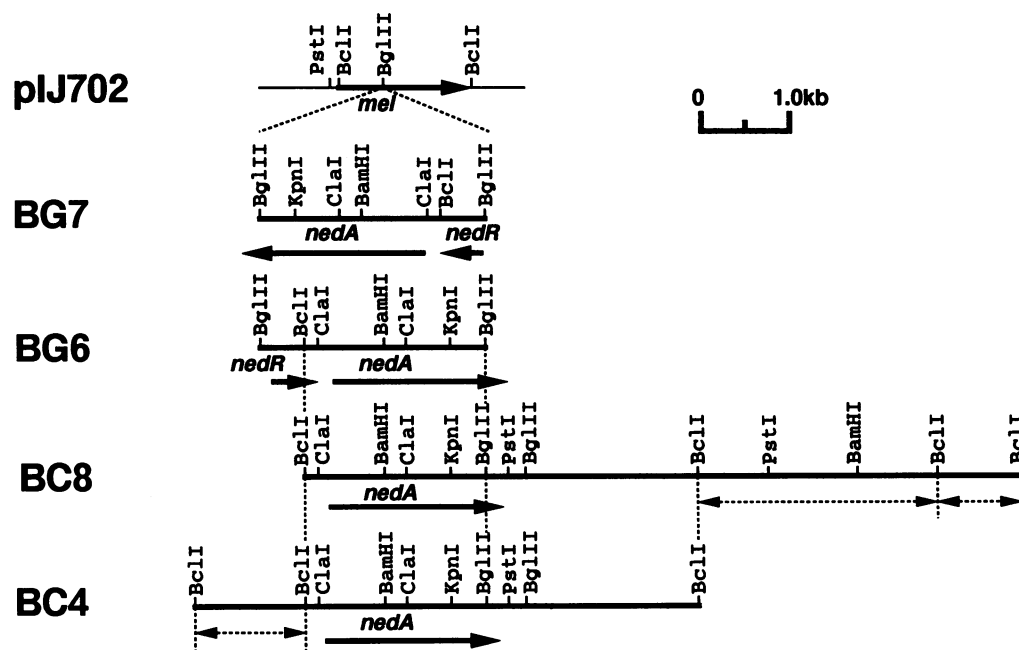 PstI BclI BglII BclI
pIJ702
mel
0 1.0kb
BglII KpnI ClaI BamHI ClaI BclI BglII
BG7
nedA nedR
BglII BclI ClaI BamHI ClaI KpnI BglII
BG6
nedR nedA
BclI ClaI BamHI ClaI KpnI BglII PstI BglII BclI PstI BamHI BclI
BC8
nedA
BclI BclI ClaI BamHI ClaI KpnI BglII PstI BglII BclI
BC4
nedA